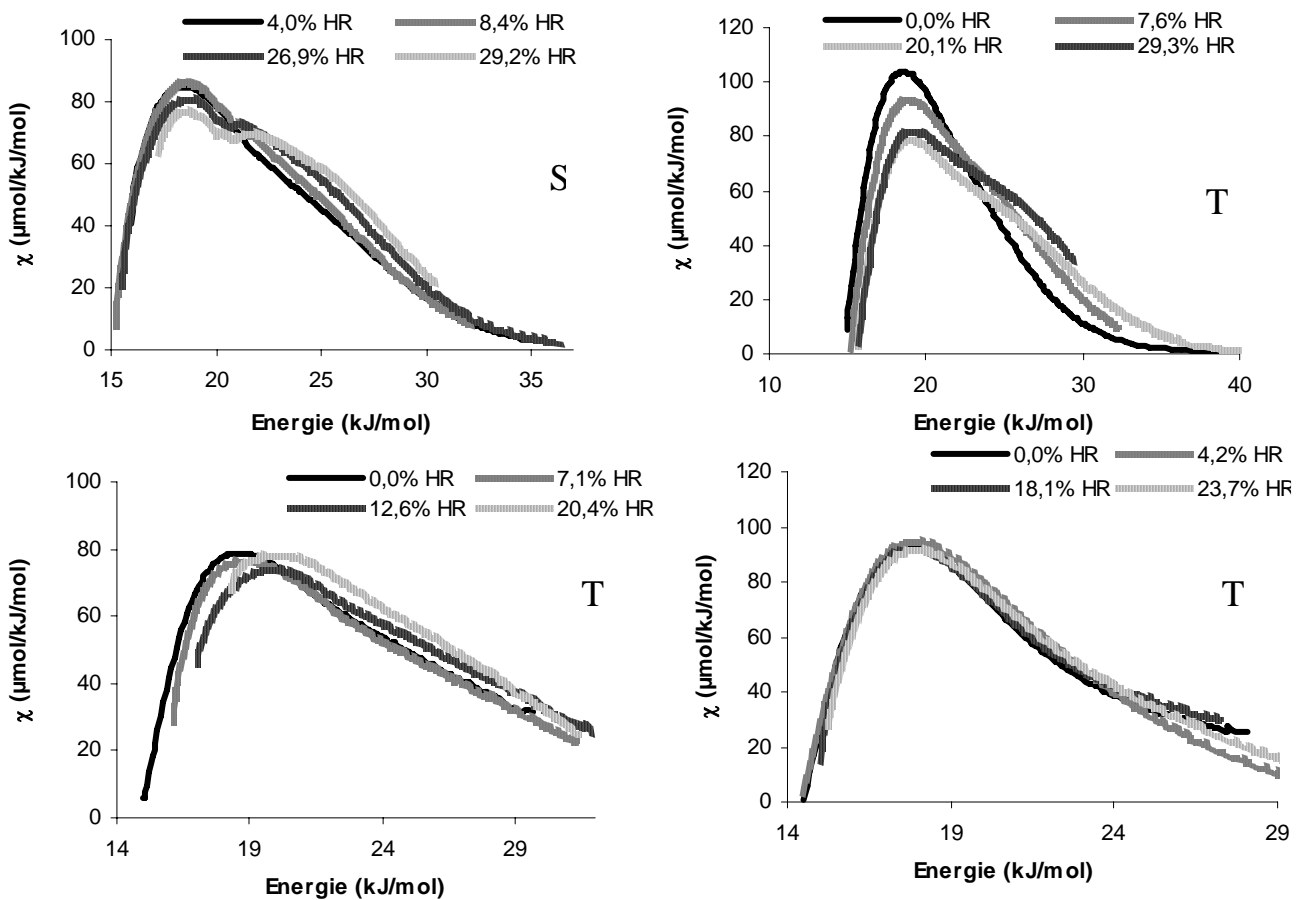 4,0% HR 8,4% HR
26,9% HR 29,2% HR
100
80
60
40
20
0
χ (µmol/kJ/mol)
S
15 20 25 30 35
Energie (kJ/mol)
0,0% HR 7,6% HR
20,1% HR 29,3% HR
120
100
80
60
40
20
0
χ (µmol/kJ/mol)
T
10 20 30 40
Energie (kJ/mol)
0,0% HR 7,1% HR
12,6% HR 20,4% HR
100
80
60
40
20
0
χ (µmol/kJ/mol)
T
14 19 24 29
Energie (kJ/mol)
0,0% HR 4,2% HR
18,1% HR 23,7% HR
120
100
80
60
40
20
0
χ (µmol/kJ/mol)
T
14 19 24 29
Energie (kJ/mol)